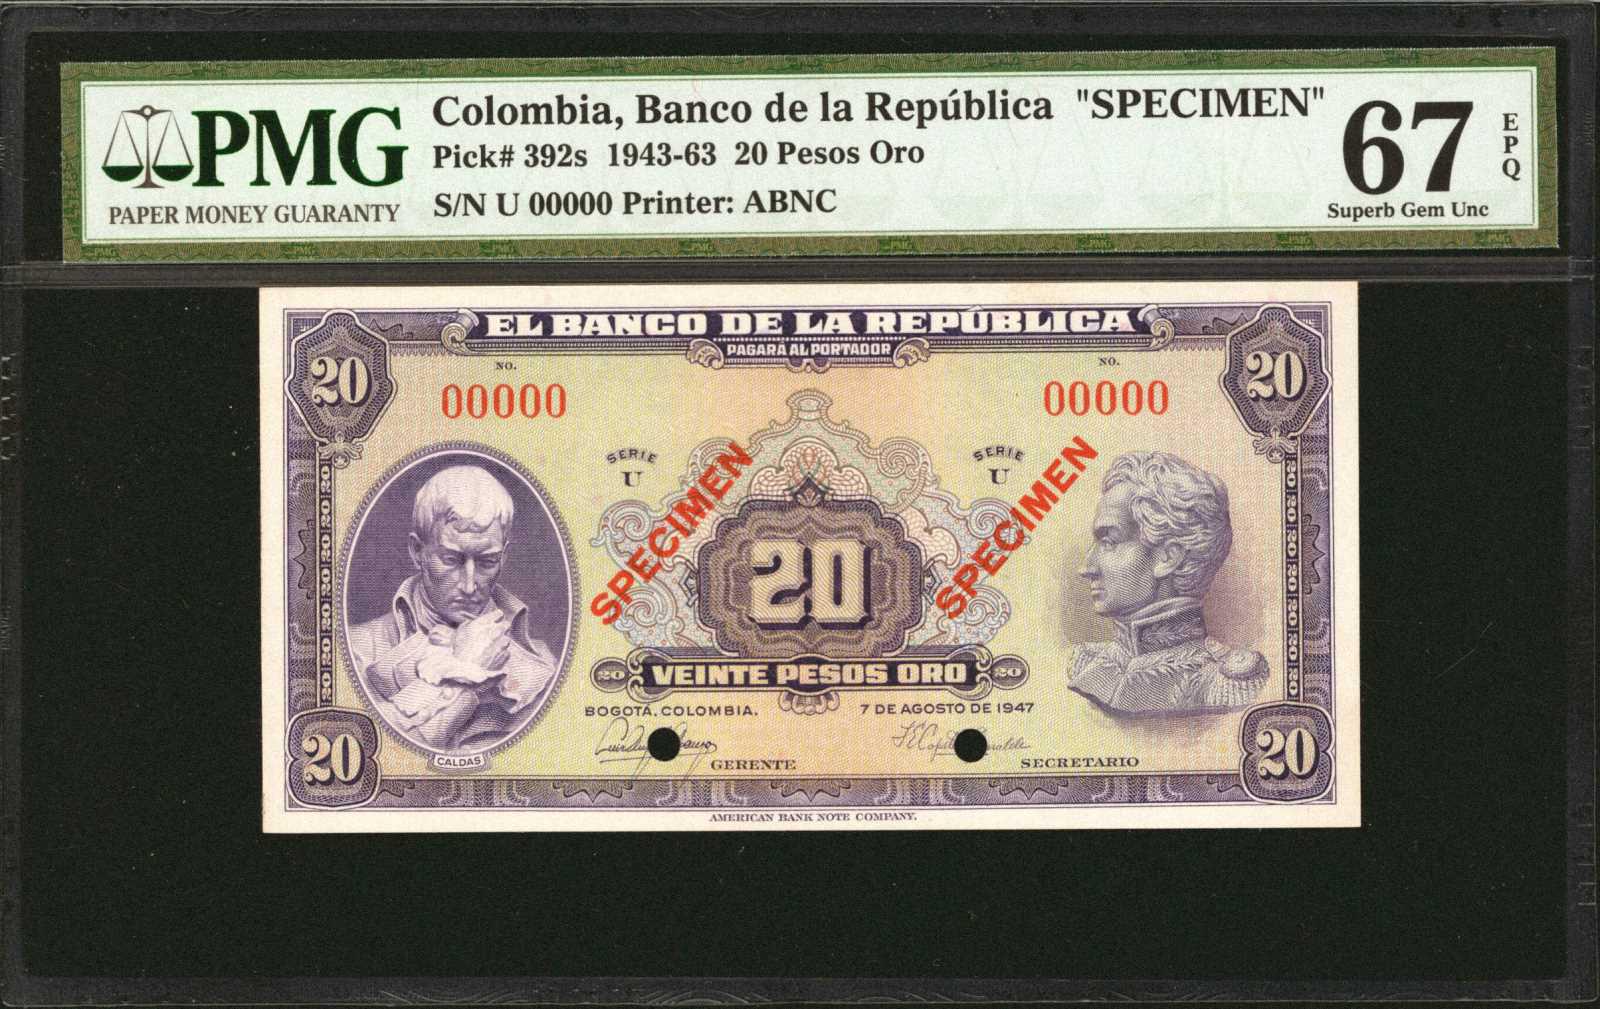 PMG
PAPER MONEY GUARANTY
Colombia, Banco de la República "SPECIMEN"
Pick# 392s 1943-63 20 Pesos Oro
S/N U 00000 Printer: ABNC
67
EPQ
Superb Gem Unc
EL BANCO DE LA REPÚBLICA
PAGARÁ AL PORTADOR
20
20
NO.
00000
NO.
00000
SERIE
U
SERIE
U
SPECIMEN
SPECIMEN
20
20 VEINTE PESOS ORO 20
BOGOTÁ, COLOMBIA. 7 DE AGOSTO DE 1947
GERENTE
SECRETARIO
CALDAS
20
20
AMERICAN BANK NOTE COMPANY.